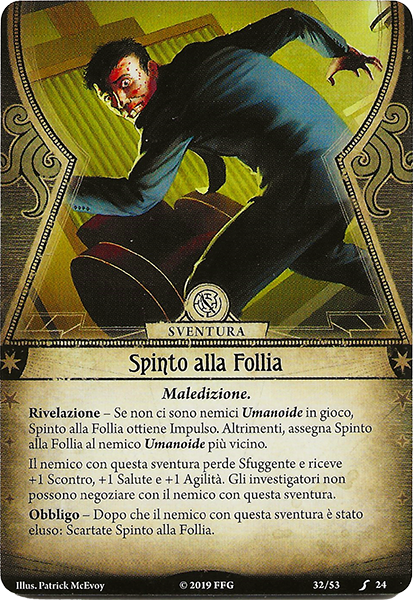 SVENTURA
Spinto alla Follia
Maledizione.
Rivelazione – Se non ci sono nemici Umanoide in gioco,
Spinto alla Follia ottiene Impulso. Altrimenti, assegna Spinto
alla Follia al nemico Umanoide più vicino.
Il nemico con questa sventura perde Sfuggente e riceve
+1 Scontro, +1 Salute e +1 Agilità. Gli investigatori non
possono negoziare con il nemico con questa sventura.
Obbligo – Dopo che il nemico con questa sventura è stato
eluso: Scartate Spinto alla Follia.
Illus. Patrick McEvoy © 2019 FFG 32/53 24